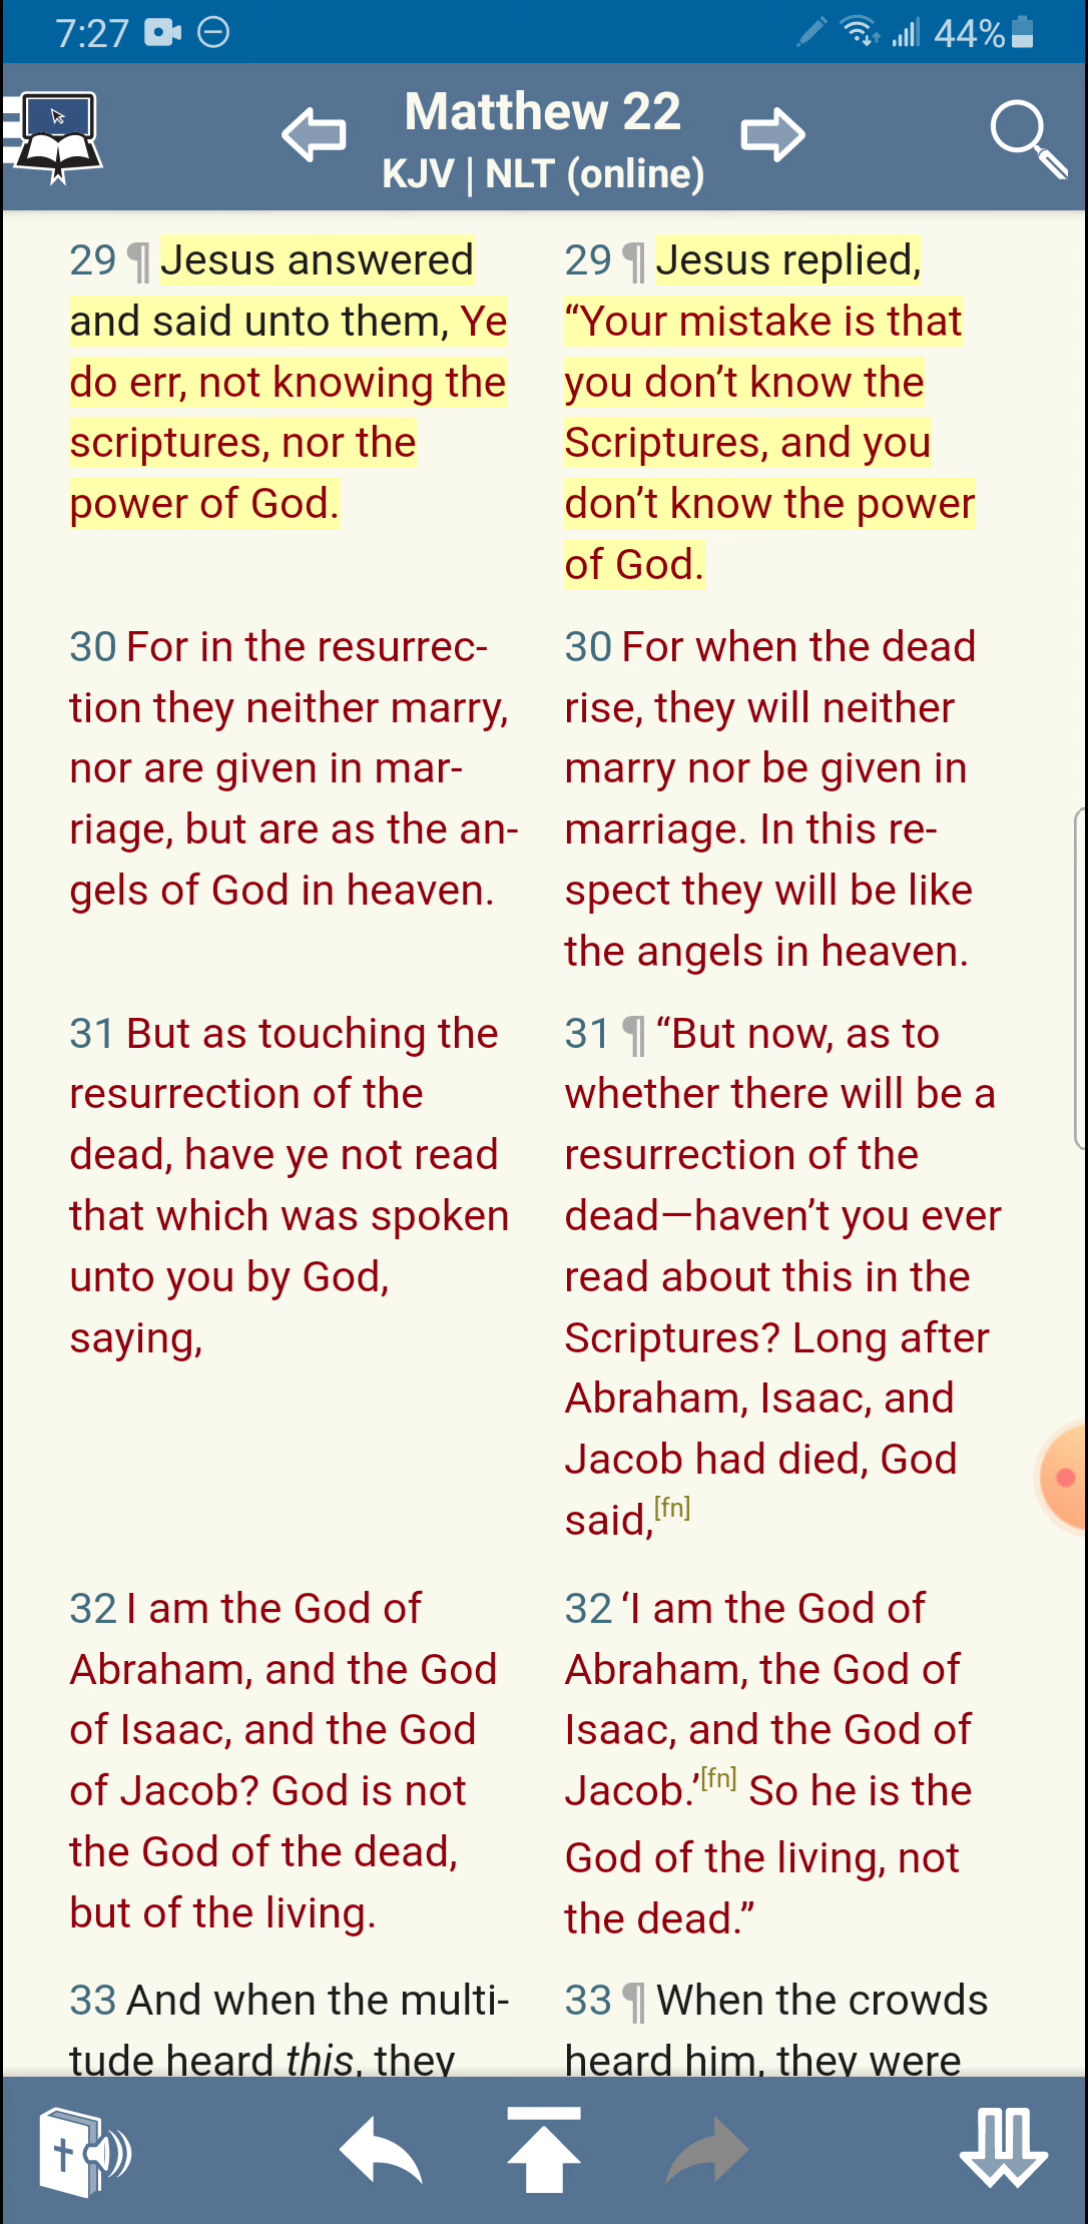 7:27
44%
Matthew 22
KJV | NLT (online)
29 ¶ Jesus answered
and said unto them, Ye
do err, not knowing the
scriptures, nor the
power of God.
29 ¶ Jesus replied,
“Your mistake is that
you don’t know the
Scriptures, and you
don’t know the power
of God.
30 For in the resurrec-
tion they neither marry,
nor are given in mar-
riage, but are as the an-
gels of God in heaven.
30 For when the dead
rise, they will neither
marry nor be given in
marriage. In this re-
spect they will be like
the angels in heaven.
31 But as touching the
resurrection of the
dead, have ye not read
that which was spoken
unto you by God,
saying,
31 ¶ “But now, as to
whether there will be a
resurrection of the
dead—haven’t you ever
read about this in the
Scriptures? Long after
Abraham, Isaac, and
Jacob had died, God
said,[fn]
32 I am the God of
Abraham, and the God
of Isaac, and the God
of Jacob? God is not
the God of the dead,
but of the living.
32 ‘I am the God of
Abraham, the God of
Isaac, and the God of
Jacob.’[fn] So he is the
God of the living, not
the dead.”
33 And when the multi-
tude heard this, they
33 ¶ When the crowds
heard him, they were